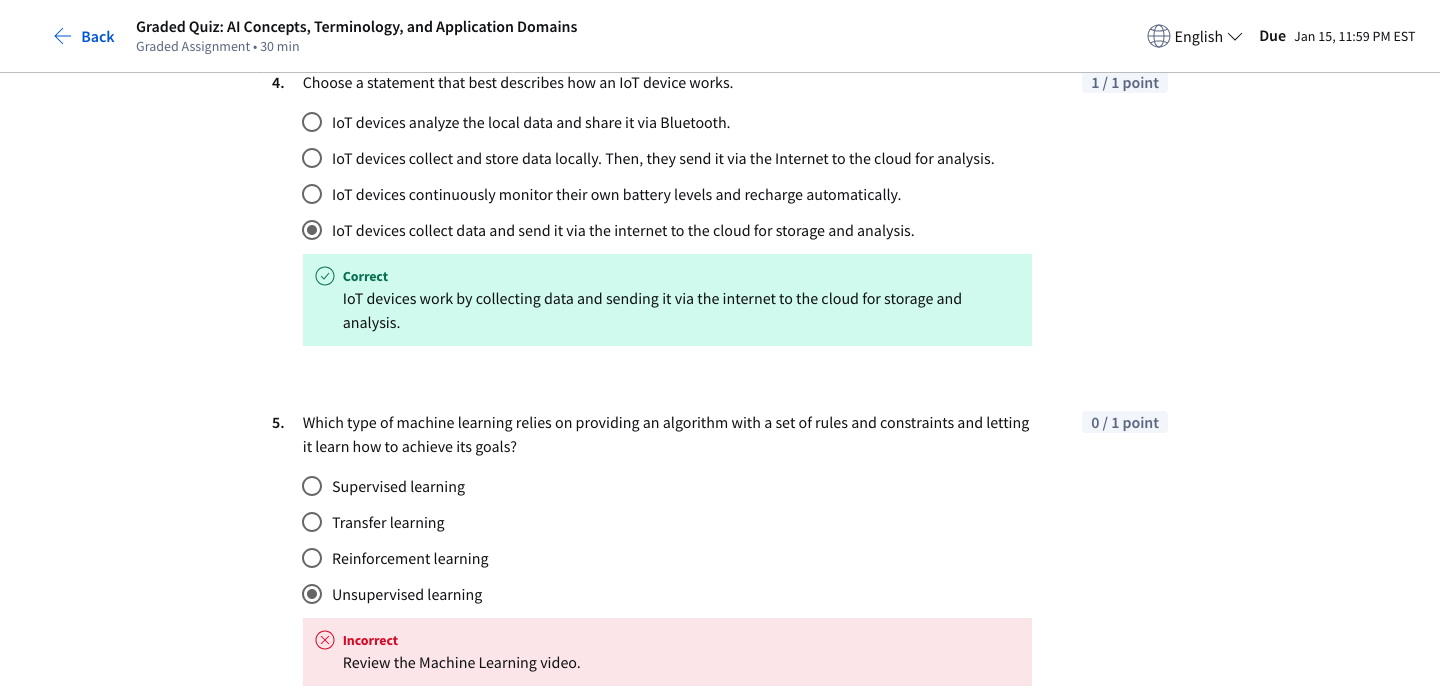 Back
Graded Quiz: AI Concepts, Terminology, and Application Domains
Graded Assignment • 30 min
English
Due Jan 15, 11:59 PM EST
4. Choose a statement that best describes how an IoT device works.
1 / 1 point
IoT devices analyze the local data and share it via Bluetooth.
IoT devices collect and store data locally. Then, they send it via the Internet to the cloud for analysis.
IoT devices continuously monitor their own battery levels and recharge automatically.
IoT devices collect data and send it via the internet to the cloud for storage and analysis.
Correct
IoT devices work by collecting data and sending it via the internet to the cloud for storage and
analysis.
5. Which type of machine learning relies on providing an algorithm with a set of rules and constraints and letting
it learn how to achieve its goals?
0 / 1 point
Supervised learning
Transfer learning
Reinforcement learning
Unsupervised learning
Incorrect
Review the Machine Learning video.